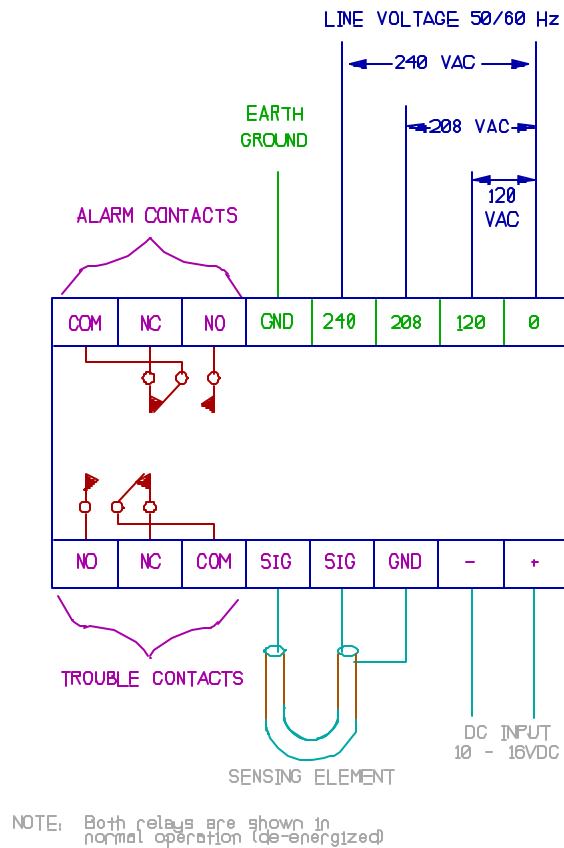 LINE VOLTAGE 50/60 Hz
240 VAC
208 VAC
120
VAC
EARTH
GROUND
ALARM CONTACTS
COM NC NO GND 240 208 120 0
NO NC COM SIG SIG GND - +
TROUBLE CONTACTS
DC INPUT
10 - 16VDC
SENSING ELEMENT
NOTE: Both relays are shown in
normal operation (de-energized)